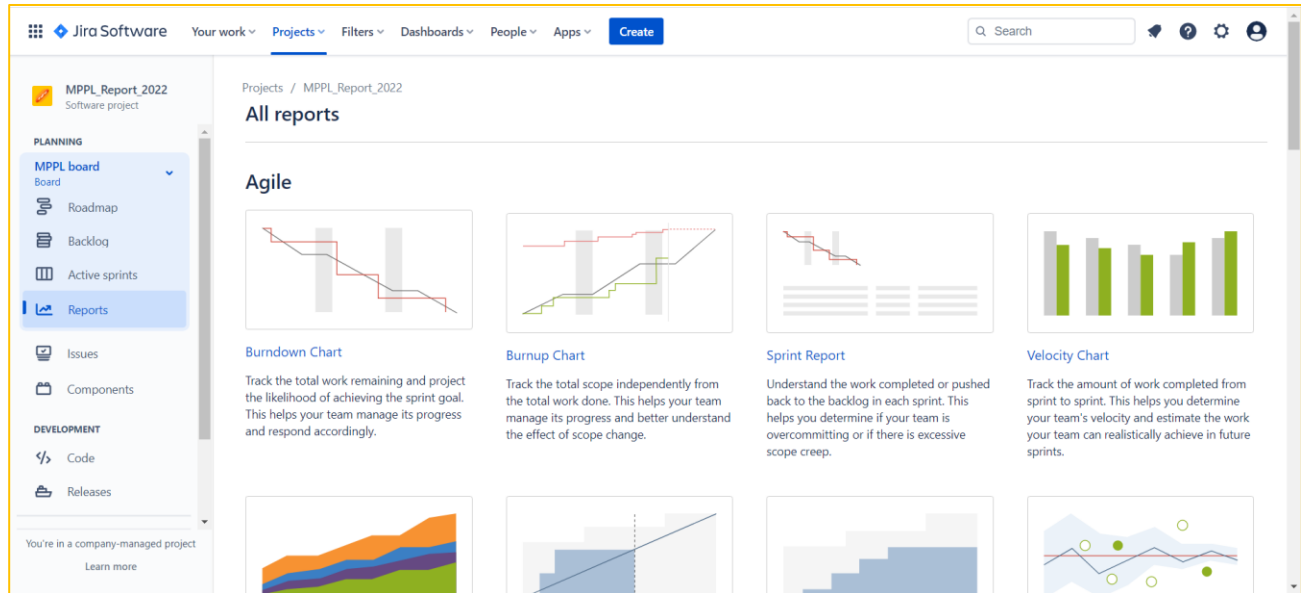 Jira Software
Your work
Projects
Filters
Dashboards
People
Apps
Create
Search
MPPL_Report_2022
Software project
PLANNING
MPPL board
Board
Roadmap
Backlog
Active sprints
Reports
Issues
Components
DEVELOPMENT
Code
Releases
You're in a company-managed project
Learn more
Projects / MPPL_Report_2022
All reports
Agile
Burndown Chart
Track the total work remaining and project
the likelihood of achieving the sprint goal.
This helps your team manage its progress
and respond accordingly.
Burnup Chart
Track the total scope independently from
the total work done. This helps your team
manage its progress and better understand
the effect of scope change.
Sprint Report
Understand the work completed or pushed
back to the backlog in each sprint. This
helps you determine if your team is
overcommitting or if there is excessive
scope creep.
Velocity Chart
Track the amount of work completed from
sprint to sprint. This helps you determine
your team's velocity and estimate the work
your team can realistically achieve in future
sprints.